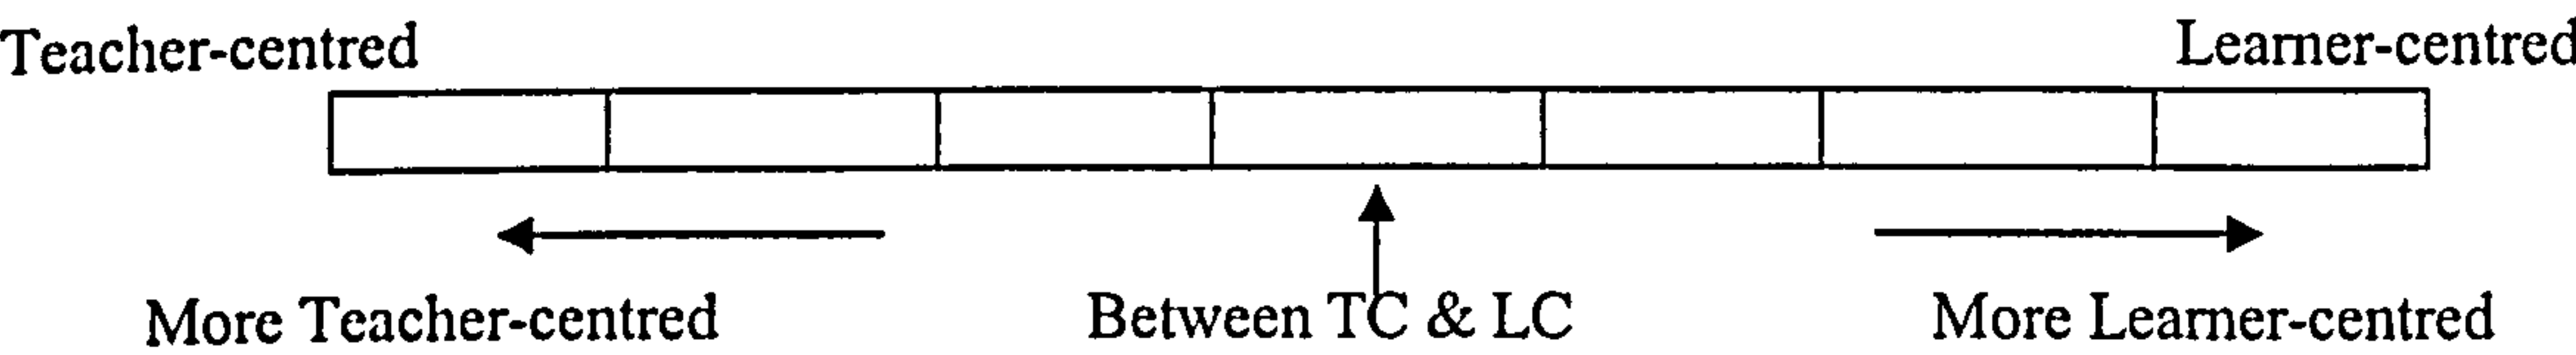 Teacher-centred Learner-centred
More Teacher-centred Between TC & LC More Learner-centred